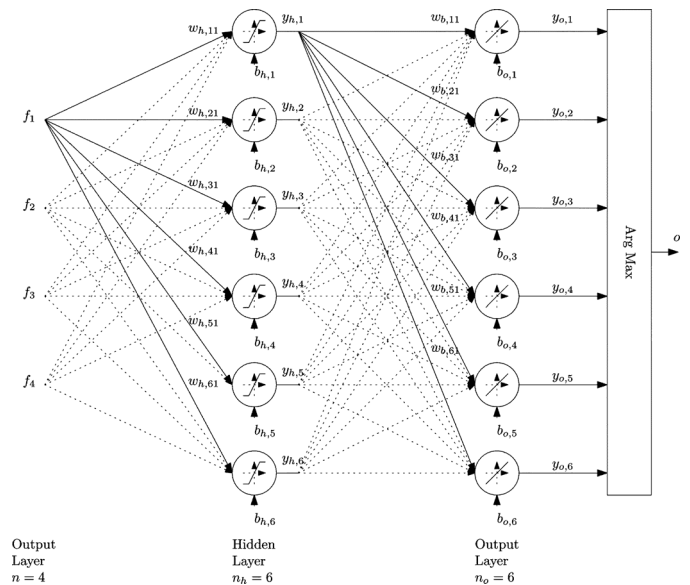 w_{h,11} y_{h,1} w_{b,11} y_{o,1}
b_{h,1} b_{o,1}
f_1 w_{h,21} y_{h,2} w_{b,21} y_{o,2}
b_{h,2} w_{b,31} b_{o,2}
f_2 w_{h,31} y_{h,3} y_{o,3}
w_{b,41}
w_{h,41} b_{h,3} b_{o,3} Arg Max o
f_3 y_{h,4} w_{b,51} y_{o,4}
w_{h,51} b_{h,4} w_{b,61} b_{o,4}
f_4 w_{h,61} y_{h,5} y_{o,5}
b_{h,5} b_{o,5}
y_{h,6} y_{o,6}
b_{h,6} b_{o,6}
Output Hidden Output
Layer Layer Layer
n = 4 n_h = 6 n_o = 6